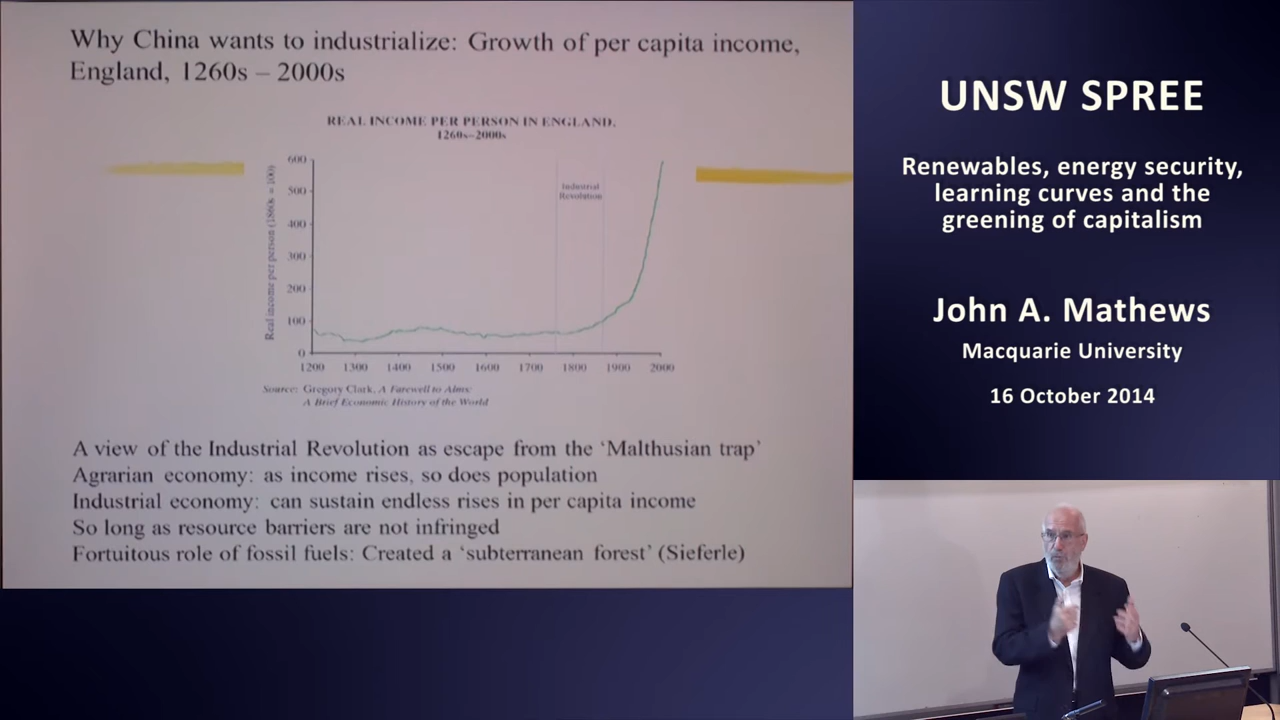 Why China wants to industrialize: Growth of per capita income,
England, 1260s – 2000s
REAL INCOME PER PERSON IN ENGLAND,
1260s–2000s
Real income per person (1860s = 100)
600
500
400
300
200
100
0
Industrial
Revolution
1200 1300 1400 1500 1600 1700 1800 1900 2000
Source: Gregory Clark, A Farewell to Alms:
A Brief Economic History of the World
A view of the Industrial Revolution as escape from the ‘Malthusian trap’
Agrarian economy: as income rises, so does population
Industrial economy: can sustain endless rises in per capita income
So long as resource barriers are not infringed
Fortuitous role of fossil fuels: Created a ‘subterranean forest’ (Sieferle)
UNSW SPREE
Renewables, energy security,
learning curves and the
greening of capitalism
John A. Mathews
Macquarie University
16 October 2014